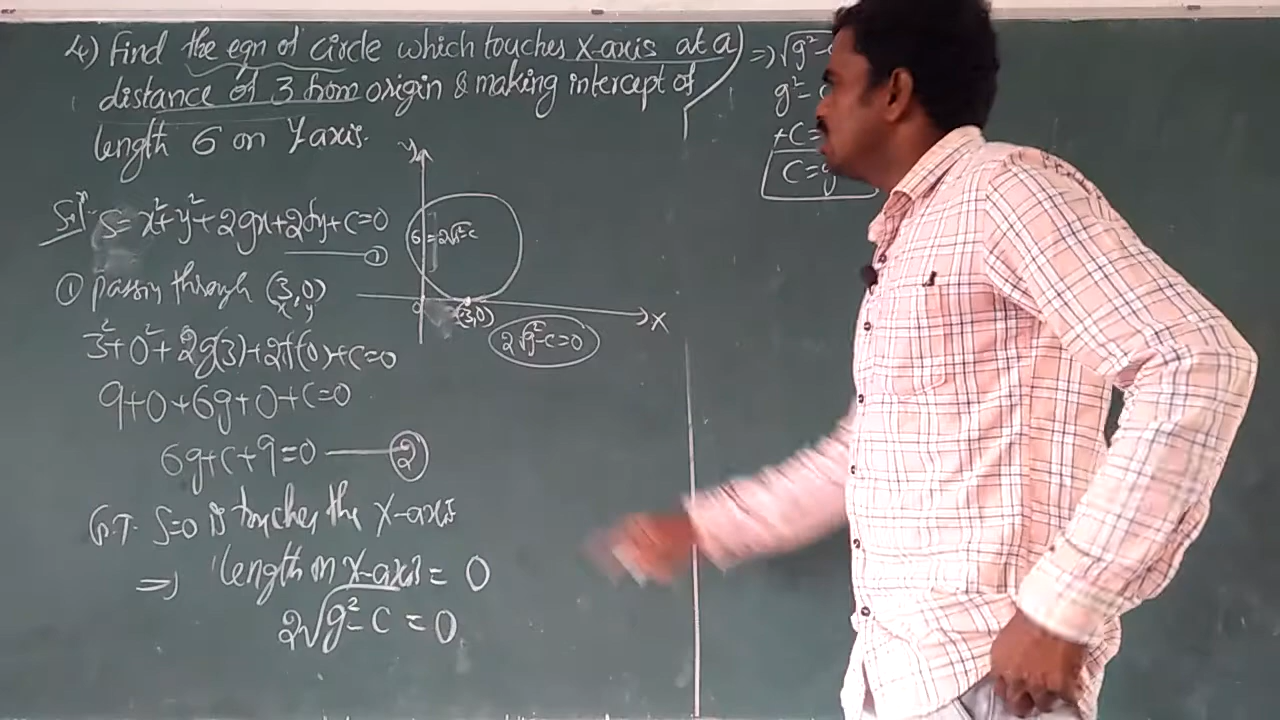 4) Find the eqn of circle which touches x-axis at a
distance of 3 from origin & making intercept of
length 6 on Y axis.
Sol: S= x²+y²+2gx+2fy+c=0
①
① passin through (3,0)
x y
3²+0²+2g(3)+2f(0)+c=0
9+0+6g+0+c=0
6g+c+9=0 ②
G.T. S=0 is touches the x-axis
=> length on x-axis = 0
2√g²-c = 0
y
6 = 2√f²-c
0
(3,0)
x
2√g²-c=0
=> √g²-
g²-
+c=
c=g